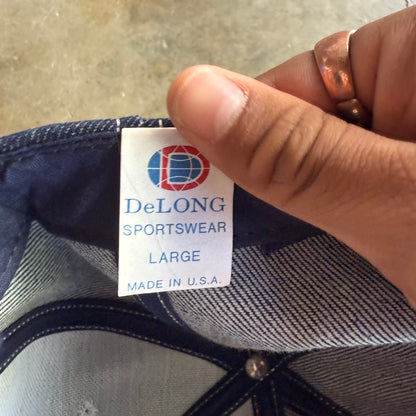 DeLONG
SPORTSWEAR
LARGE
MADE IN U.S.A.